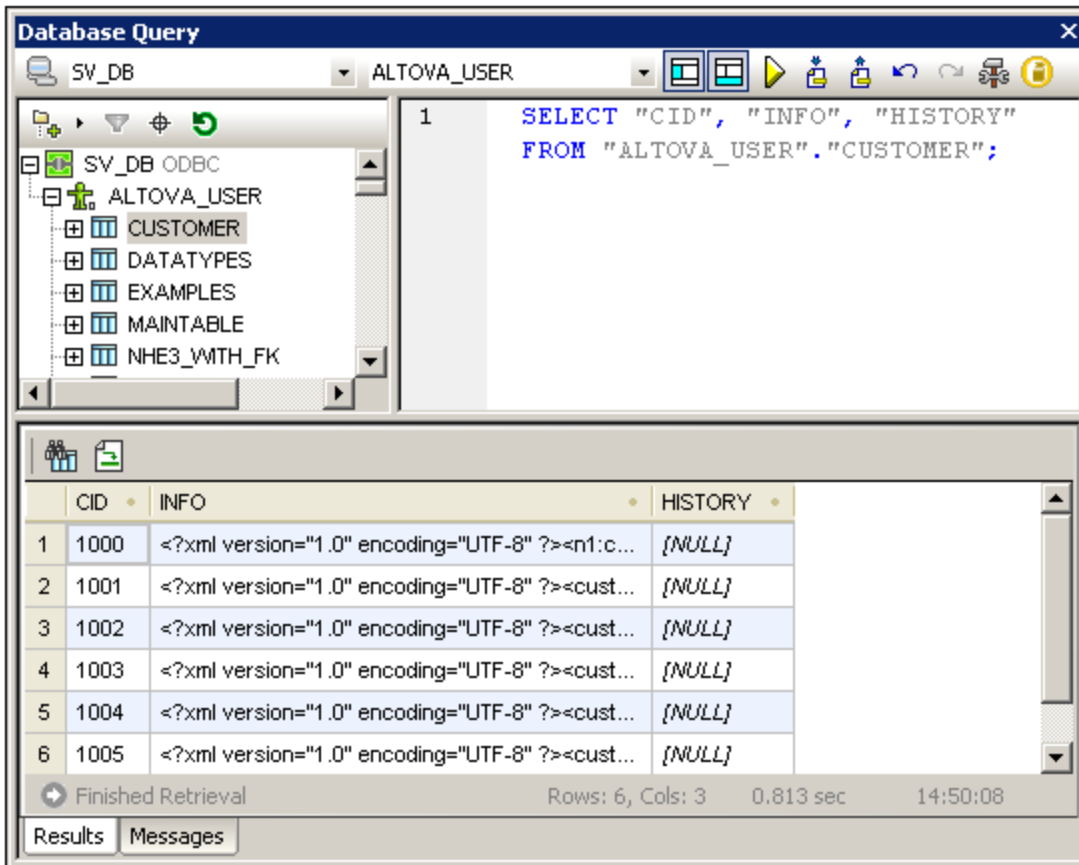 Database Query
SV_DB ALTOVA_USER
SV_DB ODBC
ALTOVA_USER
CUSTOMER
DATATYPES
EXAMPLES
MAINTABLE
NHE3_WITH_FK
1 SELECT "CID", "INFO", "HISTORY"
FROM "ALTOVA_USER"."CUSTOMER";
CID INFO HISTORY
1 1000 <?xml version="1.0" encoding="UTF-8" ?><n1:c... [NULL]
2 1001 <?xml version="1.0" encoding="UTF-8" ?><cust... [NULL]
3 1002 <?xml version="1.0" encoding="UTF-8" ?><cust... [NULL]
4 1003 <?xml version="1.0" encoding="UTF-8" ?><cust... [NULL]
5 1004 <?xml version="1.0" encoding="UTF-8" ?><cust... [NULL]
6 1005 <?xml version="1.0" encoding="UTF-8" ?><cust... [NULL]
Finished Retrieval Rows: 6, Cols: 3 0.813 sec 14:50:08
Results Messages